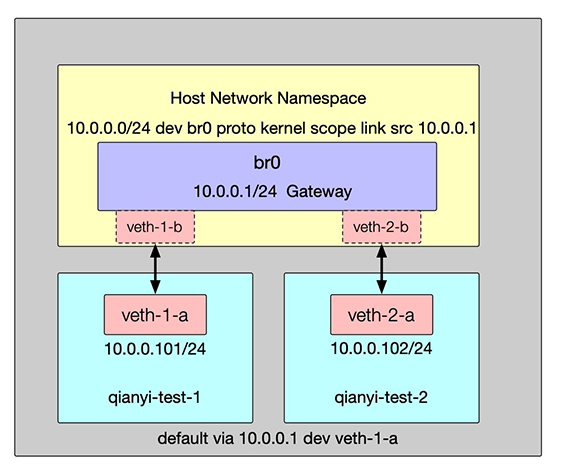 Host Network Namespace
10.0.0.0/24 dev br0 proto kernel scope link src 10.0.0.1
br0
10.0.0.1/24 Gateway
veth-1-b
veth-2-b
veth-1-a
veth-2-a
10.0.0.101/24
10.0.0.102/24
qianyi-test-1
qianyi-test-2
default via 10.0.0.1 dev veth-1-a